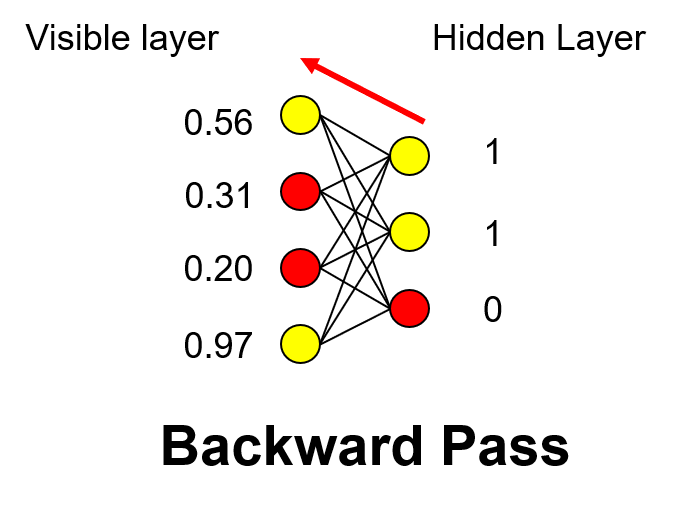 Visible layer
Hidden Layer
0.56
0.31
0.20
0.97
1
1
0
Backward Pass